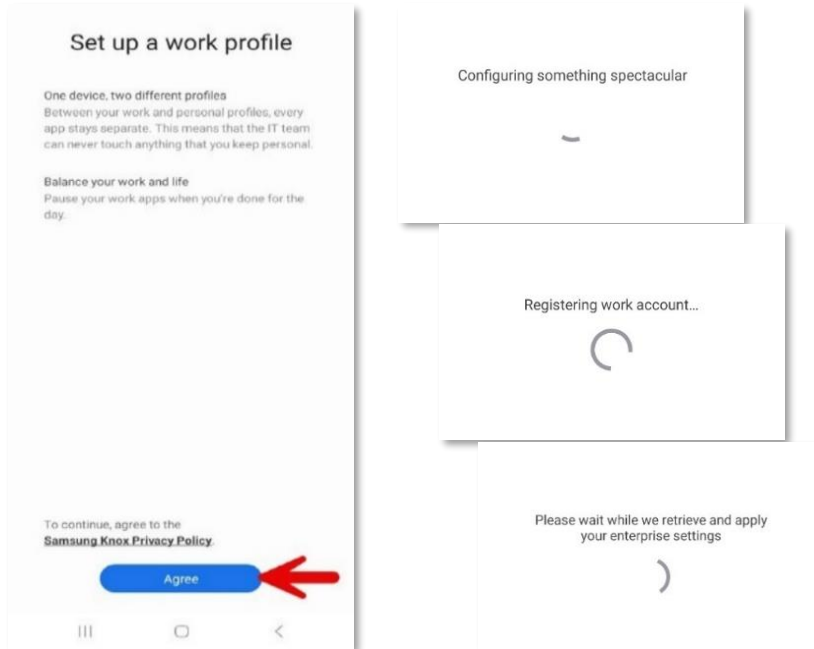 Set up a work profile
One device, two different profiles
Between your work and personal profiles, every
app stays separate. This means that the IT team
can never touch anything that you keep personal.
Balance your work and life
Pause your work apps when you're done for the
day.
To continue, agree to the
Samsung Knox Privacy Policy.
Agree
Configuring something spectacular
Registering work account...
Please wait while we retrieve and apply
your enterprise settings